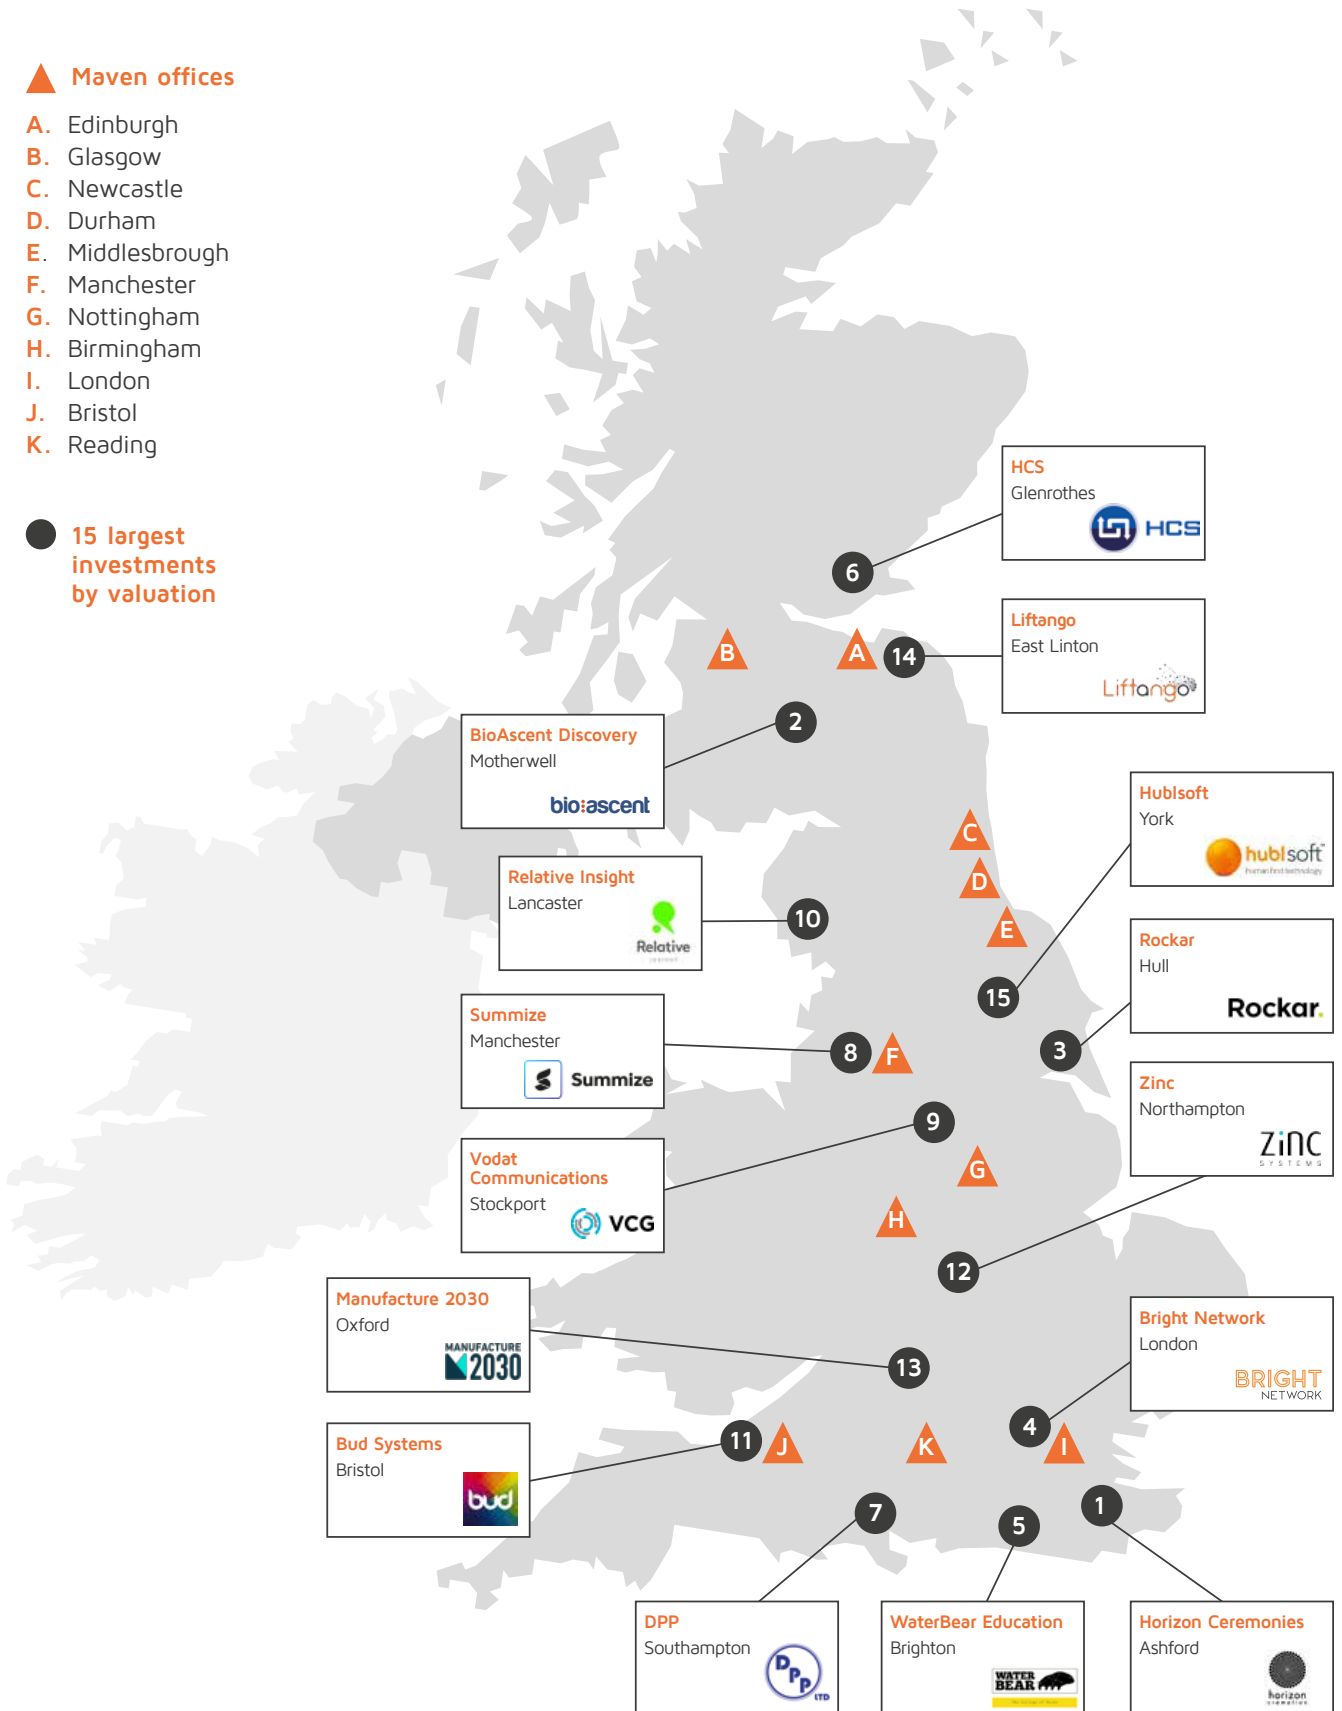 Maven offices
A. Edinburgh
B. Glasgow
C. Newcastle
D. Durham
E. Middlesbrough
F. Manchester
G. Nottingham
H. Birmingham
I. London
J. Bristol
K. Reading
15 largest
investments
by valuation
HCS
Glenrothes
HCS
6
Liftango
East Linton
Liftango
B
A
14
2
BioAscent Discovery
Motherwell
bio:ascent
Hublsoft
York
hublsoft
C
D
E
Relative Insight
Lancaster
Relative
10
Rockar
Hull
Rockar.
15
3
Summize
Manchester
Summize
8
F
Zinc
Northampton
ZiNC
SYSTEMS
9
Vodat
Communications
Stockport
VCG
G
H
12
Manufacture 2030
Oxford
MANUFACTURE
2030
13
Bright Network
London
BRIGHT
NETWORK
Bud Systems
Bristol
bud
11
J
K
4
I
7
5
1
DPP
Southampton
DPP
LTD
WaterBear Education
Brighton
WATER
BEAR
Horizon Ceremonies
Ashford
horizon
cremation